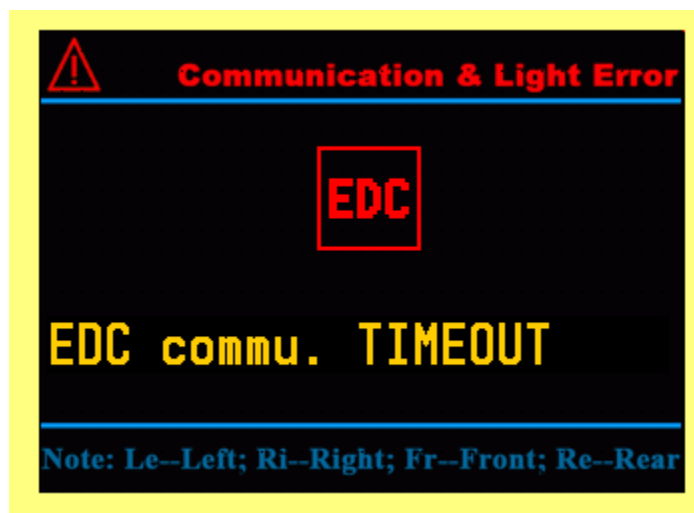 Communication & Light Error
EDC
EDC commu. TIMEOUT
Note: Le--Left; Ri--Right; Fr--Front; Re--Rear